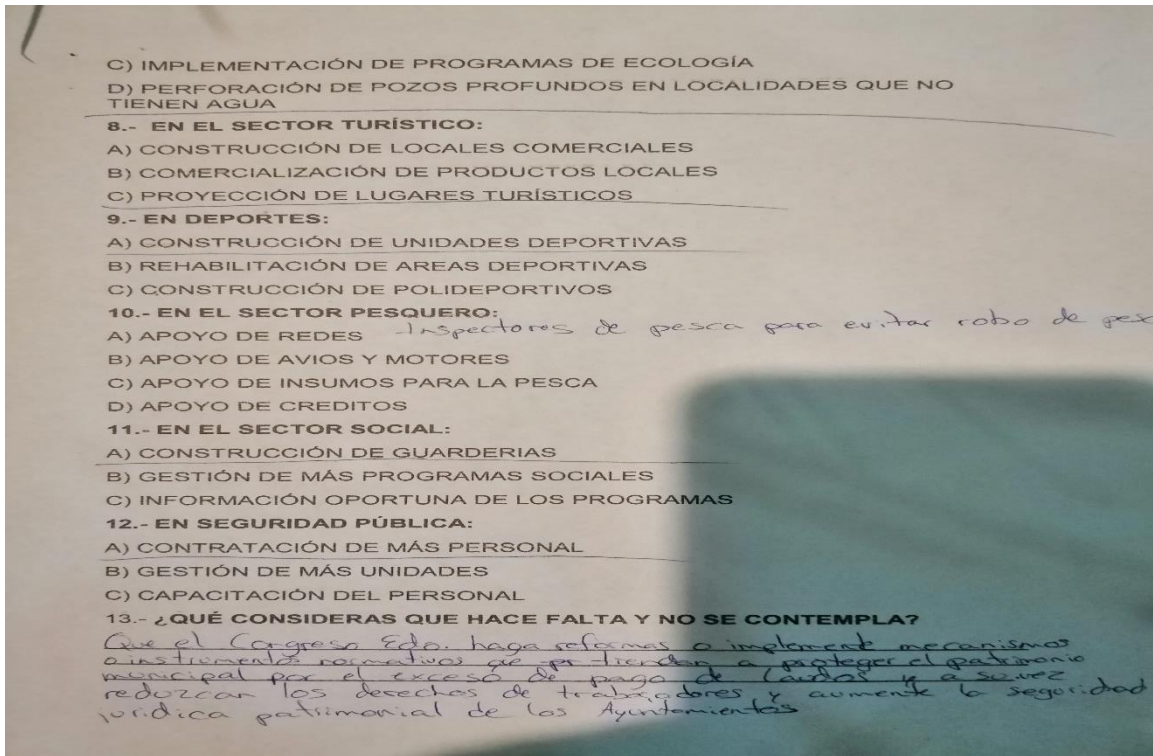 C) IMPLEMENTACIÓN DE PROGRAMAS DE ECOLOGÍA
D) PERFORACIÓN DE POZOS PROFUNDOS EN LOCALIDADES QUE NO
TIENEN AGUA
8.- EN EL SECTOR TURÍSTICO:
A) CONSTRUCCIÓN DE LOCALES COMERCIALES
B) COMERCIALIZACIÓN DE PRODUCTOS LOCALES
C) PROYECCIÓN DE LUGARES TURÍSTICOS
9.- EN DEPORTES:
A) CONSTRUCCIÓN DE UNIDADES DEPORTIVAS
B) REHABILITACIÓN DE AREAS DEPORTIVAS
C) CONSTRUCCIÓN DE POLIDEPORTIVOS
10.- EN EL SECTOR PESQUERO:
A) APOYO DE REDES Inspectores de pesca para evitar robo de pesc
B) APOYO DE AVIOS Y MOTORES
C) APOYO DE INSUMOS PARA LA PESCA
D) APOYO DE CREDITOS
11.- EN EL SECTOR SOCIAL:
A) CONSTRUCCIÓN DE GUARDERIAS
B) GESTIÓN DE MÁS PROGRAMAS SOCIALES
C) INFORMACIÓN OPORTUNA DE LOS PROGRAMAS
12.- EN SEGURIDAD PÚBLICA:
A) CONTRATACIÓN DE MÁS PERSONAL
B) GESTIÓN DE MÁS UNIDADES
C) CAPACITACIÓN DEL PERSONAL
13.- ¿QUÉ CONSIDERAS QUE HACE FALTA Y NO SE CONTEMPLA?
Que el Congreso Edo. haga reformas o implemente mecanismos
o instrumentos normativos que tiendan a proteger el patrimonio
municipal por el exceso de pago de laudos y a su vez
reduzcan los derechos de trabajadores y aumente la seguridad
juridica patrimonial de los Ayuntamientos